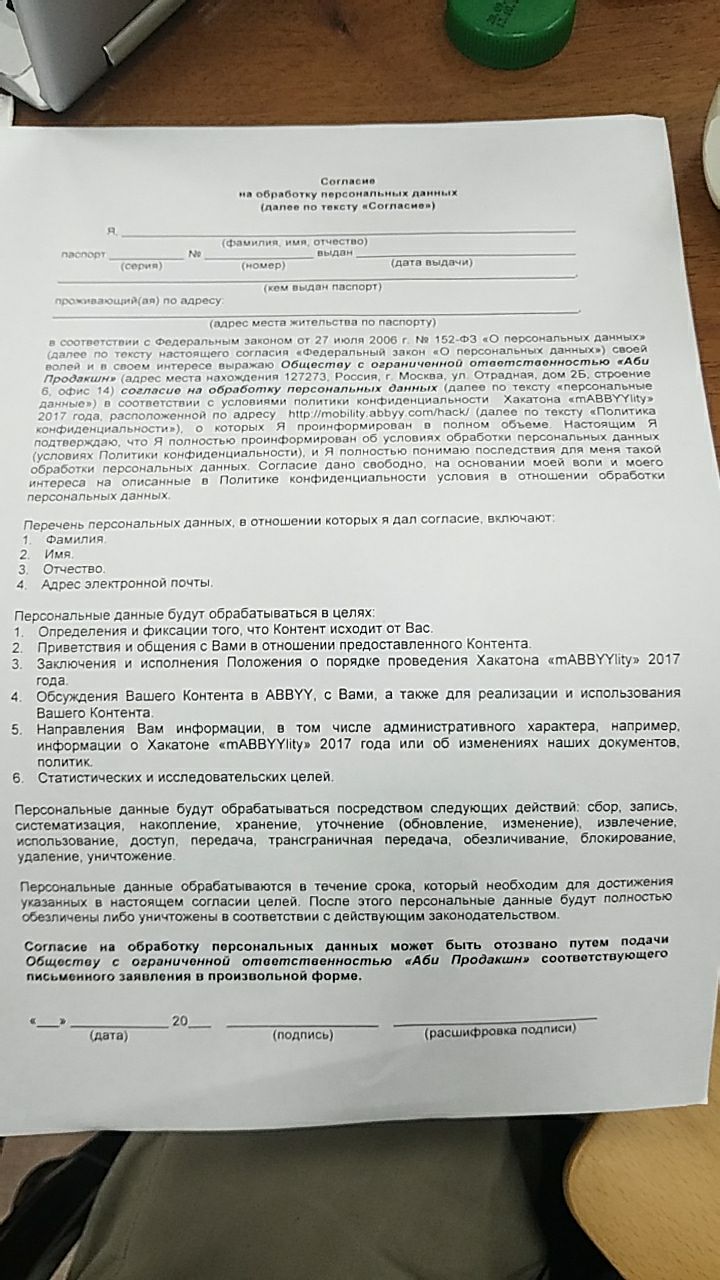 Согласие
на обработку персональных данных
(далее по тексту «Согласие»)
Я,
(фамилия, имя, отчество)
паспорт № выдан
(серия) (номер) (дата выдачи)
(кем выдан паспорт)
проживающий(ая) по адресу:
(адрес места жительства по паспорту)
в соответствии с Федеральным законом от 27 июля 2006 г. № 152-ФЗ «О персональных данных»
(далее по тексту настоящего согласия «Федеральный закон «О персональных данных») своей
волей и в своем интересе выражаю Обществу с ограниченной ответственностью «Аби
Продакшн» (адрес места нахождения 127273, Россия, г. Москва, ул. Отрадная, дом 2Б, строение
6, офис 14) согласие на обработку персональных данных (далее по тексту «персональные
данные») в соответствии с условиями политики конфиденциальности Хакатона «mABBYYlity»
2017 года, расположенной по адресу http://mobility.abbyy.com/hack/ (далее по тексту «Политика
конфиденциальности»), о которых Я проинформирован в полном объеме. Настоящим Я
подтверждаю, что Я полностью проинформирован об условиях обработки персональных данных
(условиях Политики конфиденциальности), и Я полностью понимаю последствия для меня такой
обработки персональных данных. Согласие дано свободно, на основании моей воли и моего
интереса на описанные в Политике конфиденциальности условия в отношении обработки
персональных данных.
Перечень персональных данных, в отношении которых я дал согласие, включают:
1. Фамилия.
2. Имя.
3. Отчество.
4. Адрес электронной почты.
Персональные данные будут обрабатываться в целях:
1. Определения и фиксации того, что Контент исходит от Вас.
2. Приветствия и общения с Вами в отношении предоставленного Контента.
3. Заключения и исполнения Положения о порядке проведения Хакатона «mABBYYlity» 2017
года.
4. Обсуждения Вашего Контента в ABBYY, с Вами, а также для реализации и использования
Вашего Контента.
5. Направления Вам информации, в том числе административного характера, например,
информации о Хакатоне «mABBYYlity» 2017 года или об изменениях наших документов,
политик.
6. Статистических и исследовательских целей.
Персональные данные будут обрабатываться посредством следующих действий: сбор, запись,
систематизация, накопление, хранение, уточнение (обновление, изменение), извлечение,
использование, доступ, передача, трансграничная передача, обезличивание, блокирование,
удаление, уничтожение.
Персональные данные обрабатываются в течение срока, который необходим для достижения
указанных в настоящем согласии целей. После этого персональные данные будут полностью
обезличены либо уничтожены в соответствии с действующим законодательством.
Согласие на обработку персональных данных может быть отозвано путем подачи
Обществу с ограниченной ответственностью «Аби Продакшн» соответствующего
письменного заявления в произвольной форме.
«__» ____________ 20__
(дата) (подпись) (расшифровка подписи)